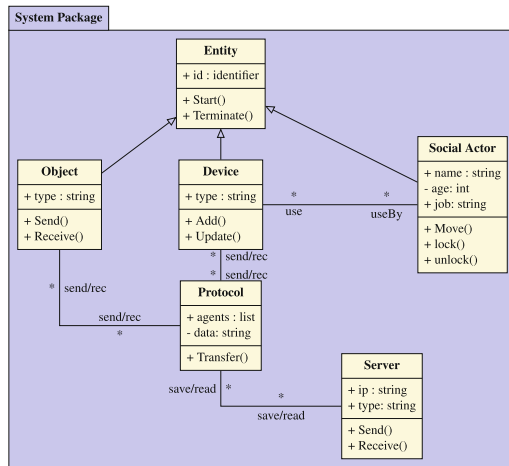 System Package
Entity
+ id : identifier
+ Start()
+ Terminate()
Object
+ type : string
+ Send()
+ Receive()
Device
+ type : string
+ Add()
+ Update()
Social Actor
+ name : string
- age: int
+ job: string
+ Move()
+ lock()
+ unlock()
*
use
*
useBy
* send/rec
* send/rec
* send/rec
send/rec
*
Protocol
+ agents : list
- data: string
+ Transfer()
save/read *
*
save/read
Server
+ ip : string
+ type: string
+ Send()
+ Receive()